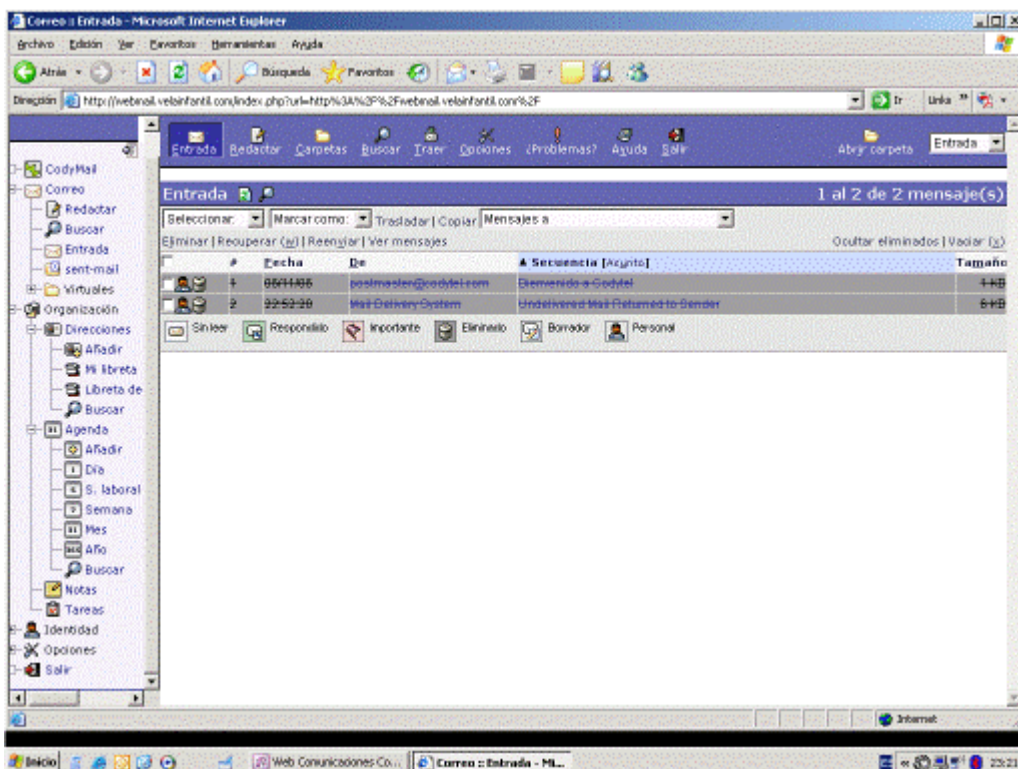 Correo :: Entrada - Microsoft Internet Explorer
Archivo Edición Ver Favoritos Herramientas Ayuda
Atrás Búsqueda Favoritos
Dirección http://webmail.velainfantil.com/index.php?url=http%3A%2F%2Fwebmail.velainfantil.com%2F Ir Links »
Entrada Redactar Carpetas Buscar Traer Opciones ¿Problemas? Ayuda Salir Abrir carpeta Entrada
CodyMail
Correo
Redactar
Buscar
Entrada
sent-mail
Virtuales
Organización
Direcciones
Añadir
Mi libreta
Libreta de
Buscar
Agenda
Añadir
Día
S. laboral
Semana
Mes
Año
Buscar
Notas
Tareas
Identidad
Opciones
Salir
Entrada 1 al 2 de 2 mensaje(s)
Seleccionar: Marcar como: Trasladar | Copiar Mensajes a
Eliminar | Recuperar (w) | Reenviar | Ver mensajes Ocultar eliminados | Vaciar (x)
# Fecha De Secuencia [Asunto] Tamaño
1 postmaster@codytel.com Bienvenido a Codytel 1 KB
2 22:52:20 Mail Delivery System Undelivered Mail Returned to Sender 6 KB
Sin leer Respondido Importante Eliminado Borrador Personal
Internet
Inicio Web Comunicaciones Co... Correo :: Entrada - Mi... « 23:21